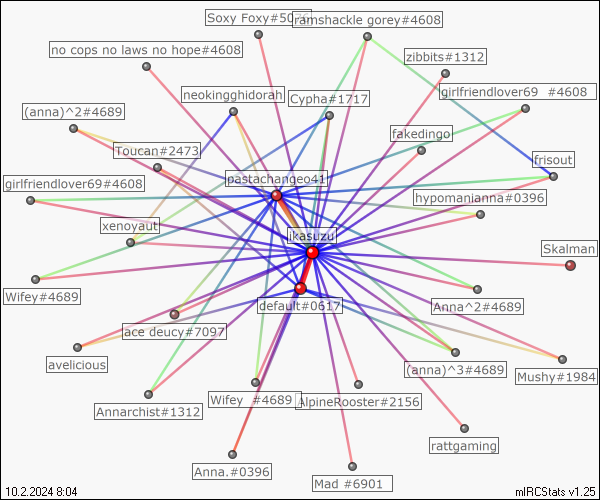 Soxy Foxy#5076
ramshackle gorey#4608
no cops no laws no hope#4608
zibbits#1312
neokingghidorah
Cypha#1717
girlfriendlover69 #4608
(anna)^2#4689
fakedingo
Toucan#2473
frisout
pastachangeo41
girlfriendlover69#4608
hypomanianna#0396
xenoyaut
ikasuzu
Skalman
Wifey#4689
default#0617
Anna^2#4689
ace deucy#7097
avelicious
(anna)^3#4689
Mushy#1984
Annarchist#1312
Wifey #4689
AlpineRooster#2156
rattgaming
Anna.#0396
Mad #6901
10.2.2024 8:04
mIRCStats v1.25